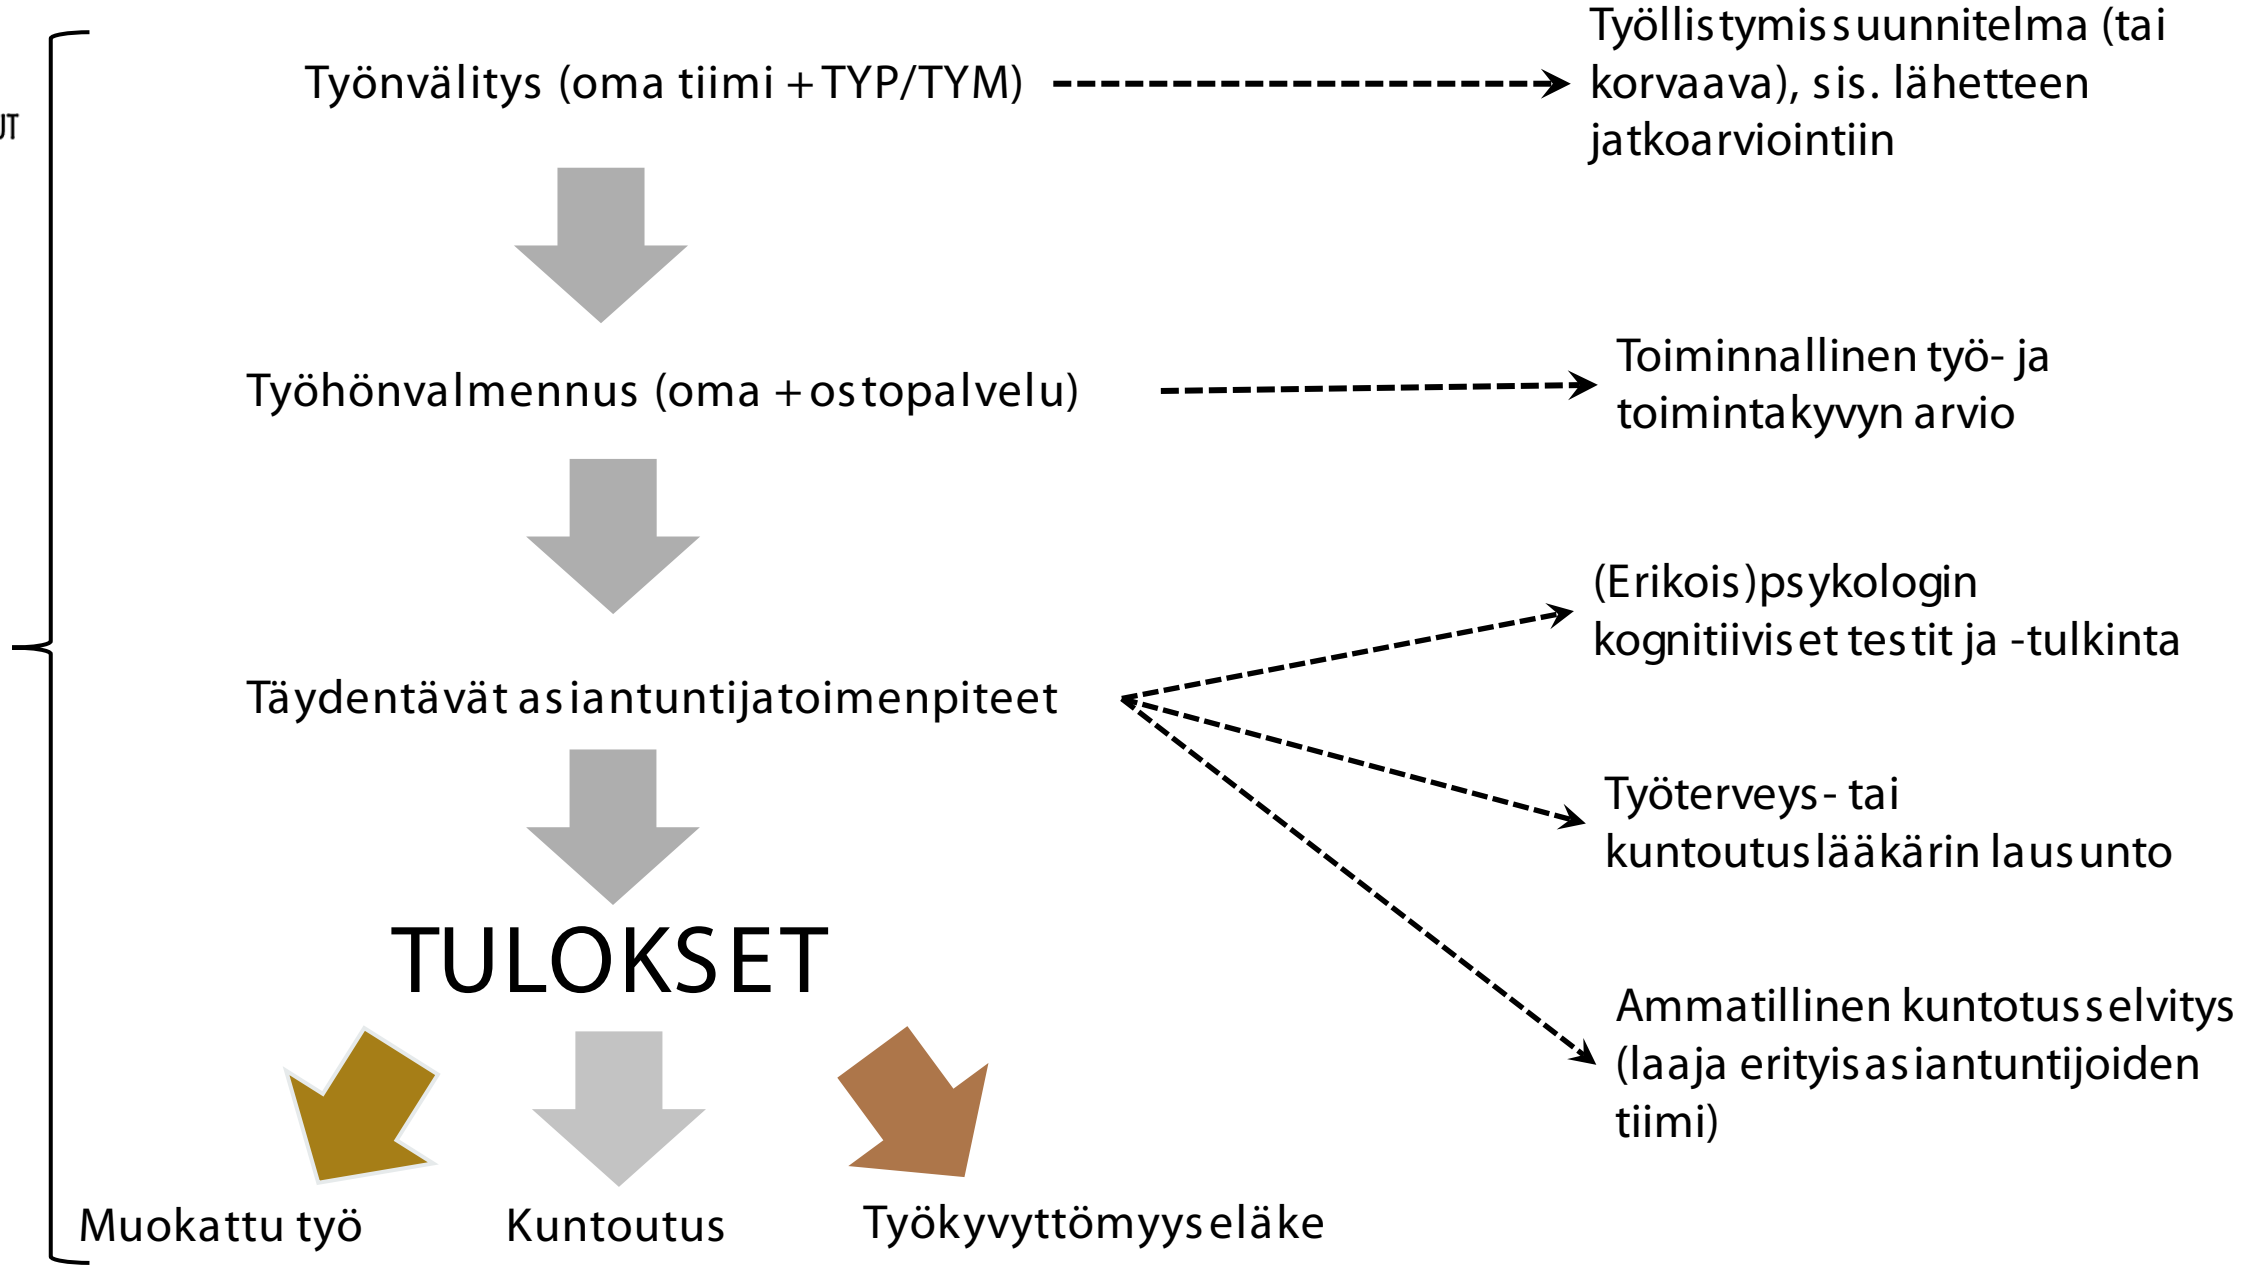 Työllistymissuunnitelma (tai
korvaava), sis. lähetteen
jatkoarviointiin
Työnvälitys (oma tiimi + TYP/TYM)
Toiminnallinen työ- ja
toimintakyvyn arvio
Työhönvalmennus (oma + ostopalvelu)
(Erikois)psykologin
kognitiiviset testit ja -tulkinta
Täydentävät asiantuntijatoimenpiteet
Työterveys- tai
kuntoutuslääkärin lausunto
TULOKSET
Ammatillinen kuntotusselvitys
(laaja erityisasiantuntijoiden
tiimi)
Muokattu työ
Kuntoutus
Työkyvyttömyyseläke